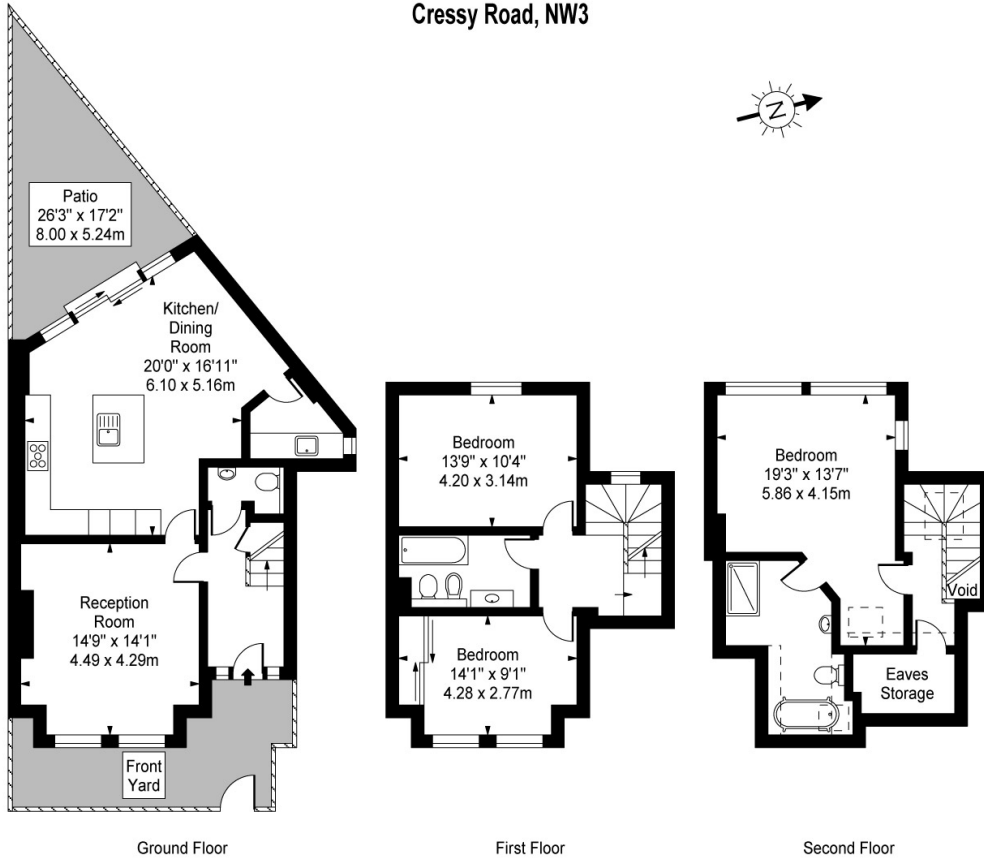 Cressy Road, NW3
N
Patio
26'3" x 17'2"
8.00 x 5.24m
Kitchen/
Dining
Room
20'0" x 16'11"
6.10 x 5.16m
Reception
Room
14'9" x 14'1"
4.49 x 4.29m
Front
Yard
Ground Floor
Bedroom
13'9" x 10'4"
4.20 x 3.14m
Bedroom
14'1" x 9'1"
4.28 x 2.77m
First Floor
Bedroom
19'3" x 13'7"
5.86 x 4.15m
Void
Eaves
Storage
Second Floor